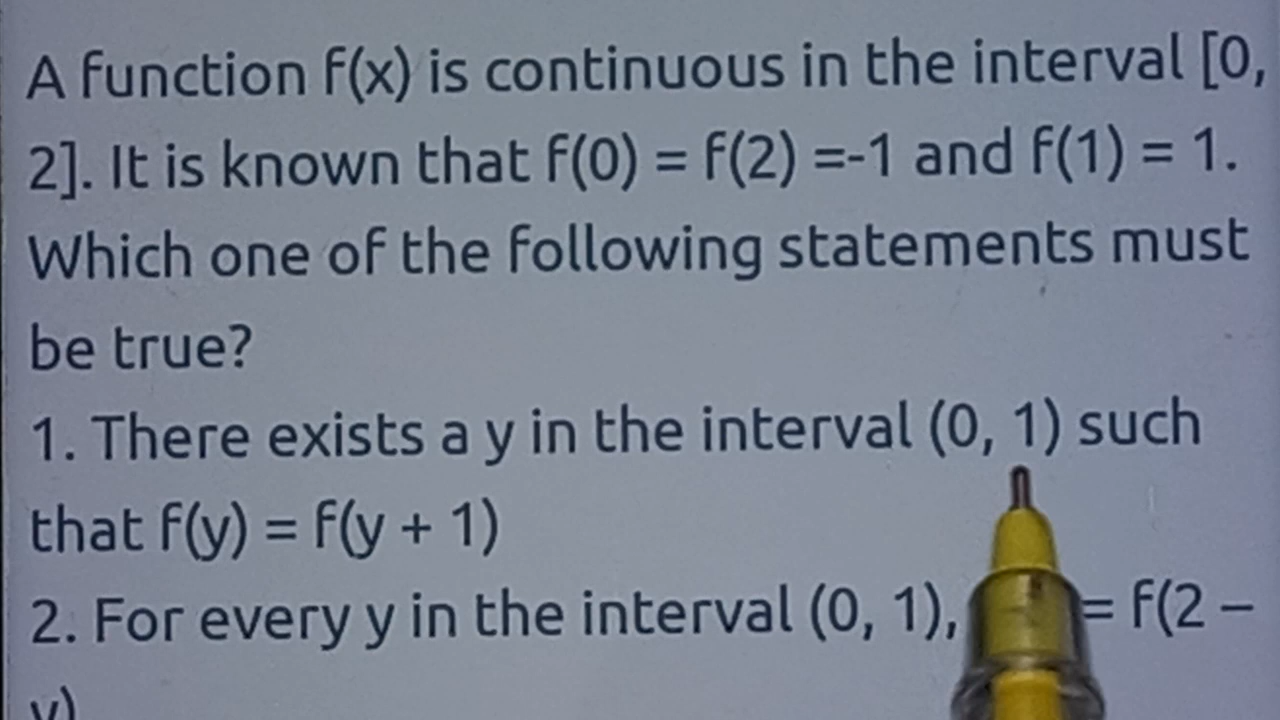 A function f(x) is continuous in the interval [0,
2]. It is known that f(0) = f(2) =-1 and f(1) = 1.
Which one of the following statements must
be true?
1. There exists a y in the interval (0, 1) such
that f(y) = f(y + 1)
2. For every y in the interval (0, 1), = f(2 –
y)